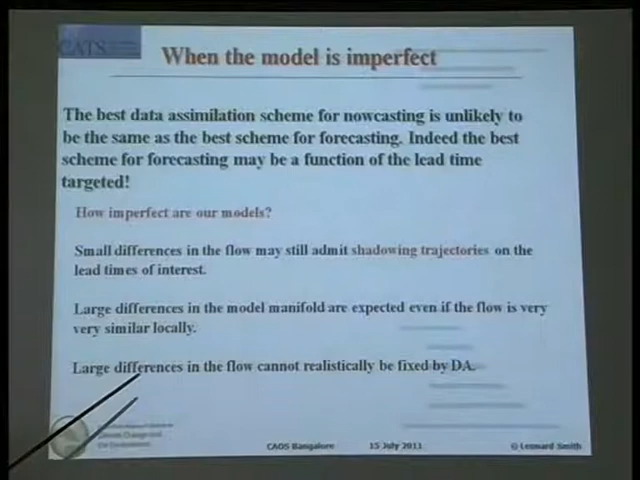 CATS
When the model is imperfect
The best data assimilation scheme for nowcasting is unlikely to
be the same as the best scheme for forecasting. Indeed the best
scheme for forecasting may be a function of the lead time
targeted!
How imperfect are our models?
Small differences in the flow may still admit shadowing trajectories on the
lead times of interest.
Large differences in the model manifold are expected even if the flow is very
very similar locally.
Large differences in the flow cannot realistically be fixed by DA.
Climate Change and
the Environment
CAOS Bangalore
15 July 2011
© Leonard Smith